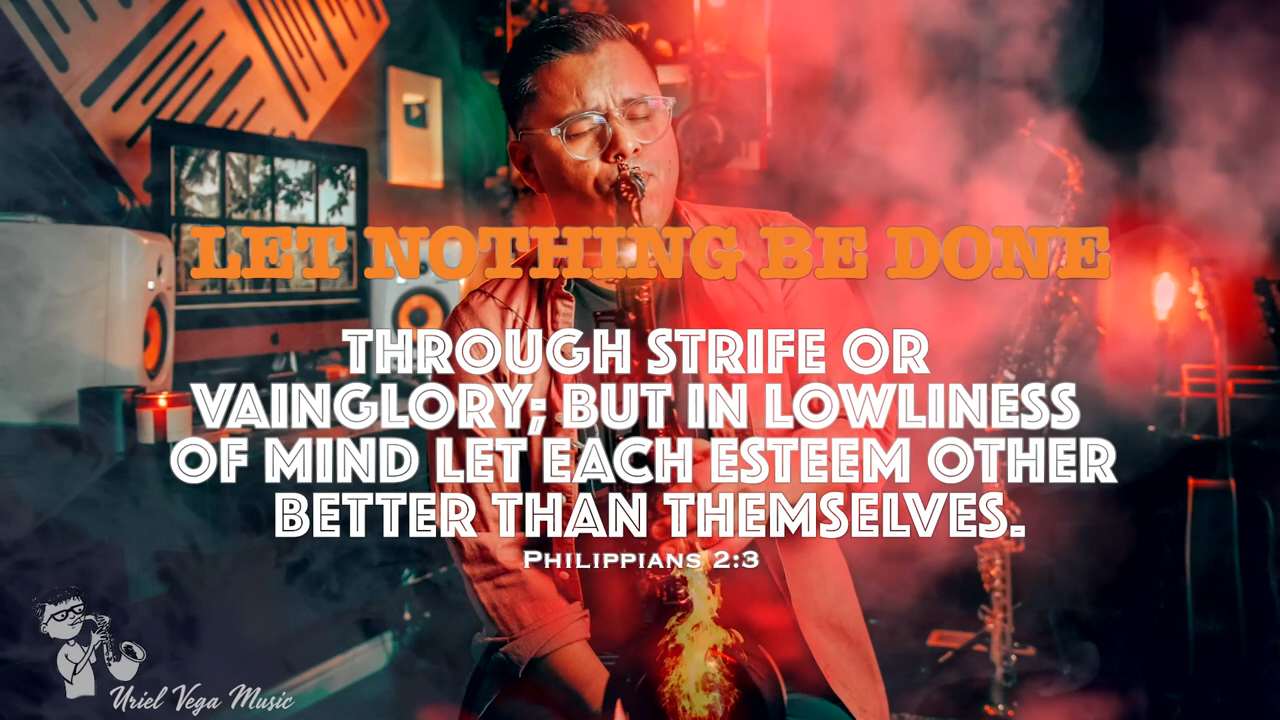 LET NOTHING BE DONE
THROUGH STRIFE OR
VAINGLORY; BUT IN LOWLINESS
OF MIND LET EACH ESTEEM OTHER
BETTER THAN THEMSELVES.
PHILIPPIANS 2:3
Uriel Vega Music